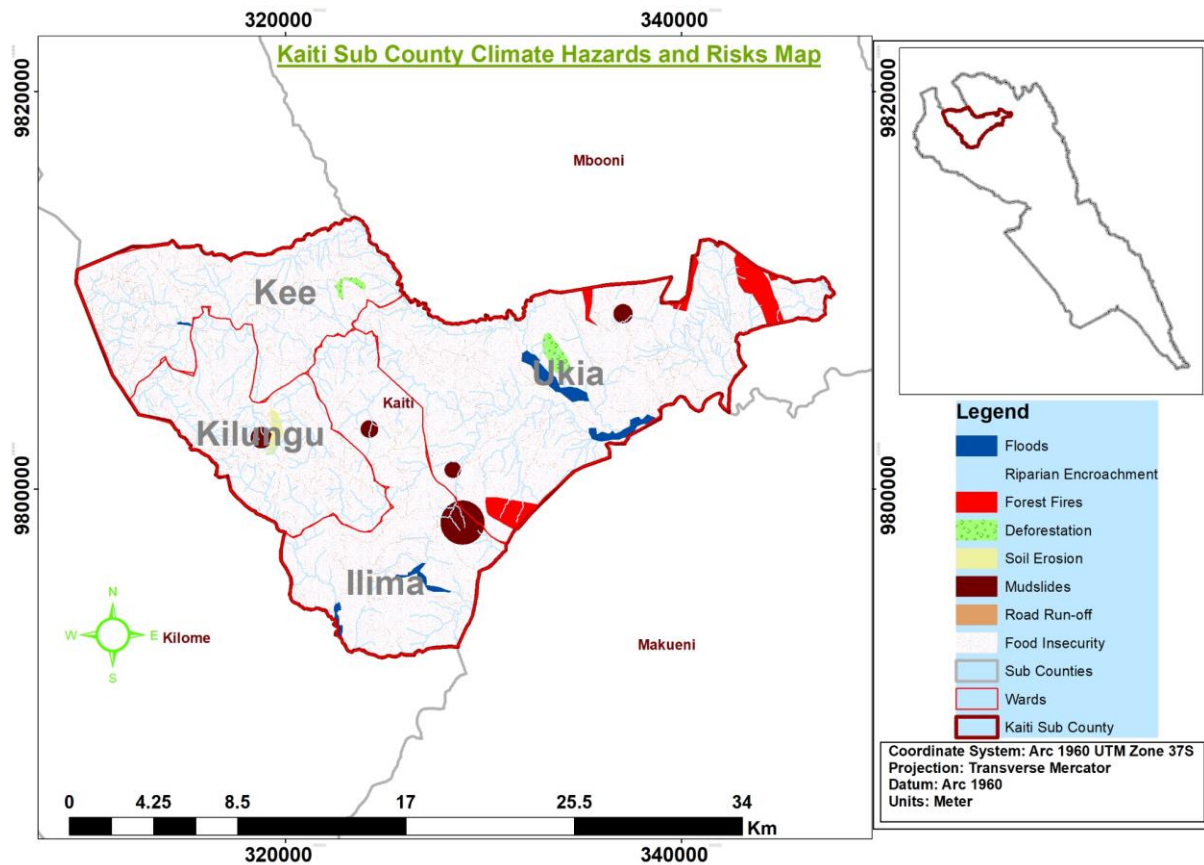 320000
340000
Kaiti Sub County Climate Hazards and Risks Map
9820000
9820000
Mbooni
Kee
Ukia
Kaiti
Kilungu
9800000
9800000
Ilima
N
W
E
S
Kilome
Makueni
0
4.25
8.5
17
25.5
34
Km
320000
340000
Legend
Floods
Riparian Encroachment
Forest Fires
Deforestation
Soil Erosion
Mudslides
Road Run-off
Food Insecurity
Sub Counties
Wards
Kaiti Sub County
Coordinate System: Arc 1960 UTM Zone 37S
Projection: Transverse Mercator
Datum: Arc 1960
Units: Meter